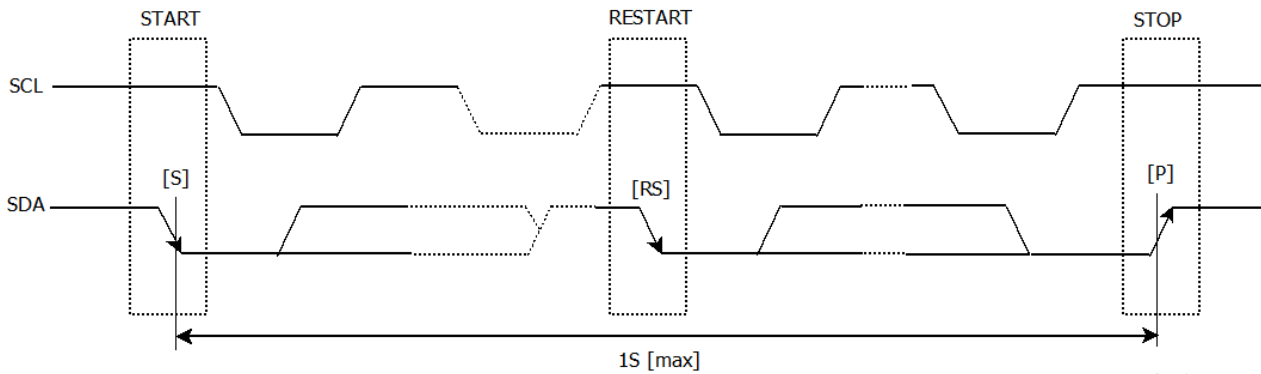 START RESTART STOP
SCL
[S] [RS] [P]
SDA
1S [max]